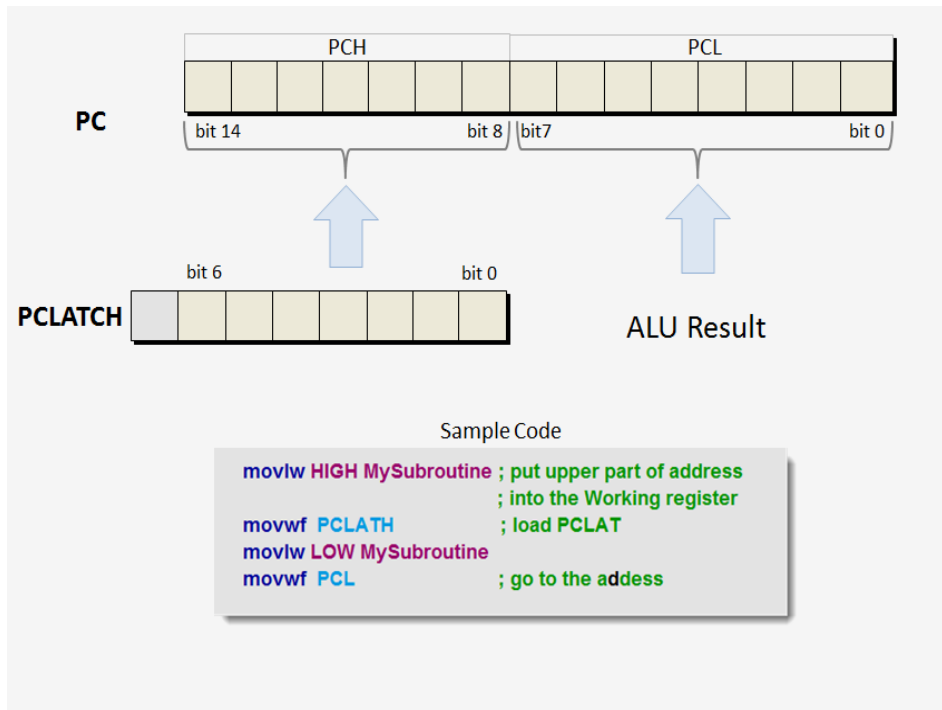 PCH PCL
PC
bit 14 bit 8 bit7 bit 0
bit 6 bit 0
PCLATCH
ALU Result
Sample Code
movlw HIGH MySubroutine ; put upper part of address
; into the Working register
movwf PCLATH ; load PCLAT
movlw LOW MySubroutine
movwf PCL ; go to the addess